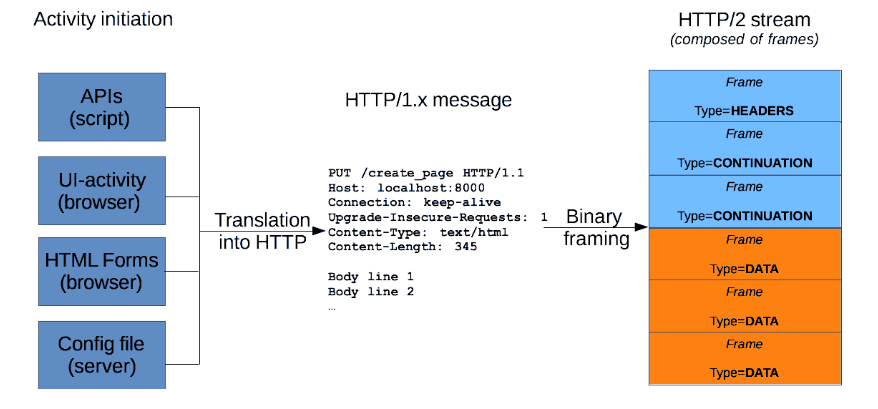 Activity initiation
APIs
(script)
UI-activity
(browser)
HTML Forms
(browser)
Config file
(server)
Translation
into HTTP
HTTP/1.x message
PUT /create_page HTTP/1.1
Host: localhost:8000
Connection: keep-alive
Upgrade-Insecure-Requests: 1
Content-Type: text/html
Content-Length: 345
Body line 1
Body line 2
…
Binary
framing
HTTP/2 stream
(composed of frames)
Frame
Type=HEADERS
Frame
Type=CONTINUATION
Frame
Type=CONTINUATION
Frame
Type=DATA
Frame
Type=DATA
Frame
Type=DATA